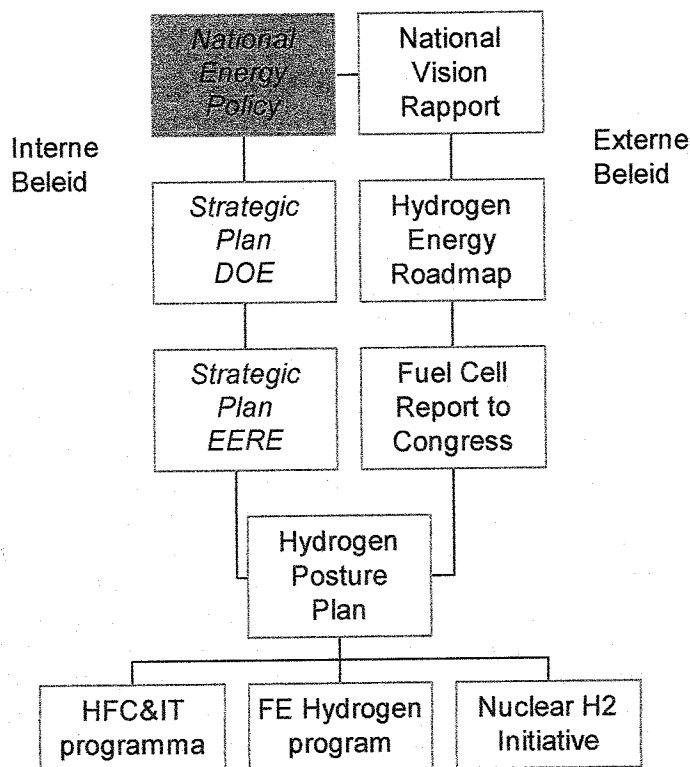 National
Energy
Policy
National
Vision
Rapport
Interne
Beleid
Externe
Beleid
Strategic
Plan
DOE
Hydrogen
Energy
Roadmap
Strategic
Plan
EERE
Fuel Cell
Report to
Congress
Hydrogen
Posture
Plan
HFC&IT
programma
FE Hydrogen
program
Nuclear H2
Initiative